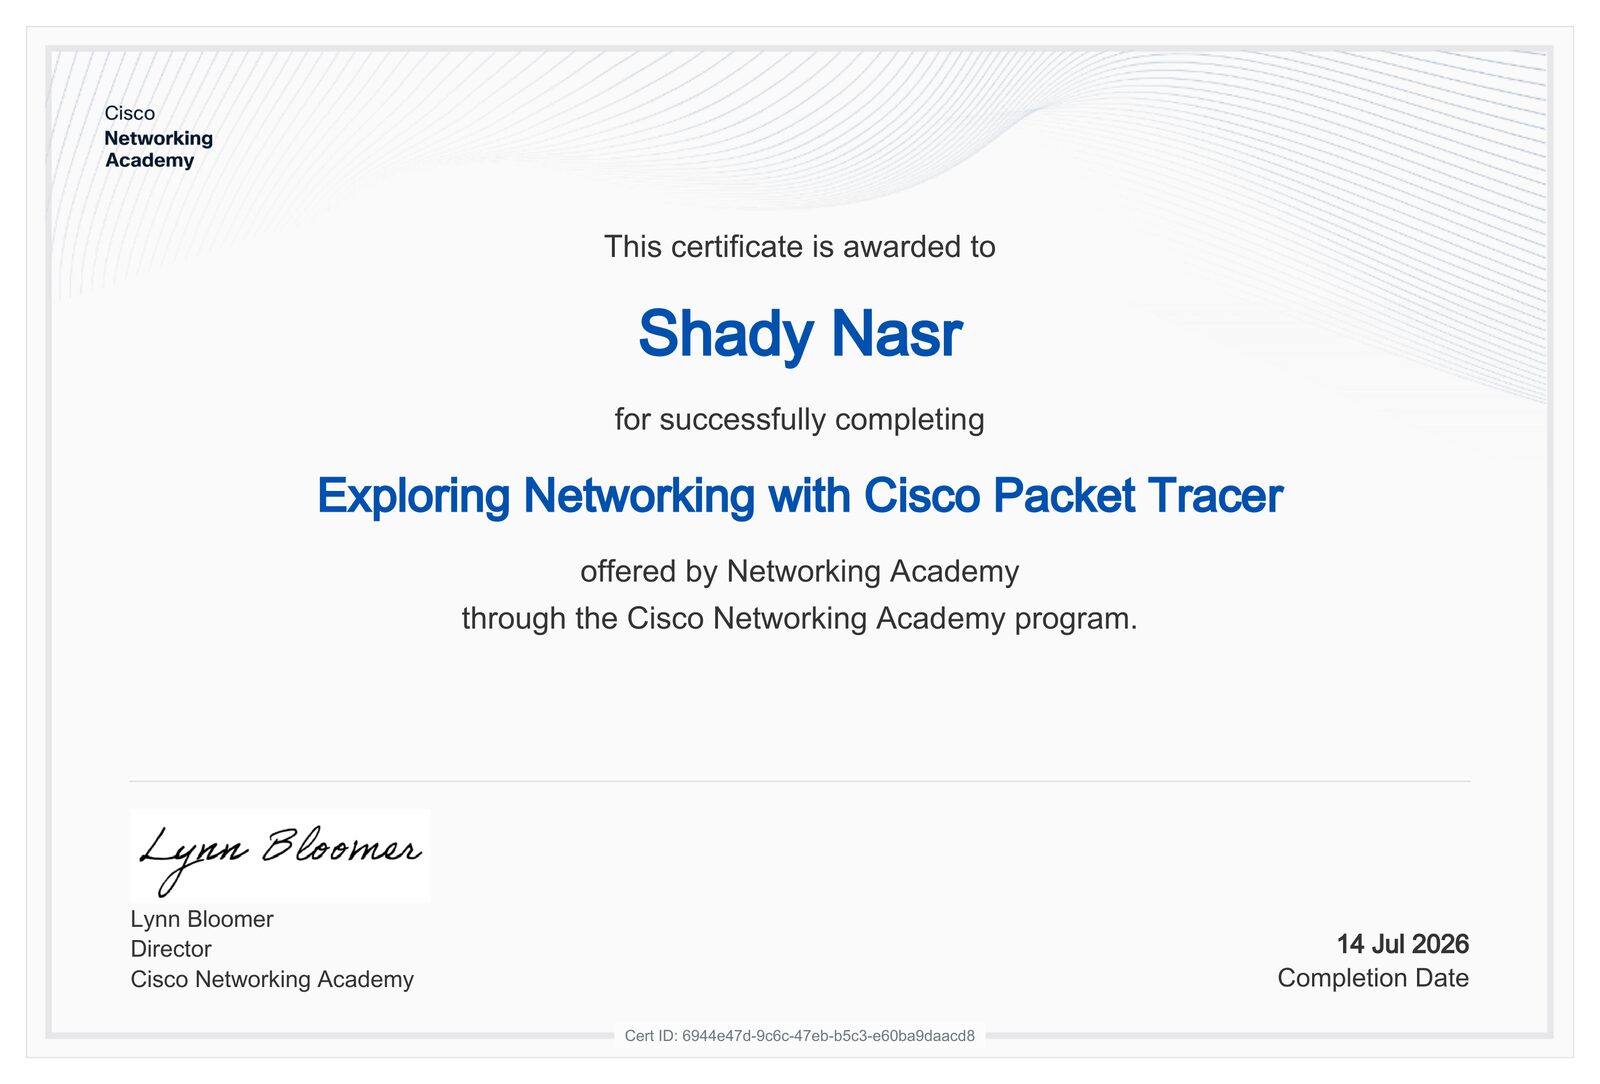 Cisco
Networking
Academy
This certificate is awarded to
Shady Nasr
for successfully completing
Exploring Networking with Cisco Packet Tracer
offered by Networking Academy
through the Cisco Networking Academy program.
Lynn Bloomer
Lynn Bloomer
Director
Cisco Networking Academy
14 Jul 2026
Completion Date
Cert ID: 6944e47d-9c6c-47eb-b5c3-e60ba9daacd8